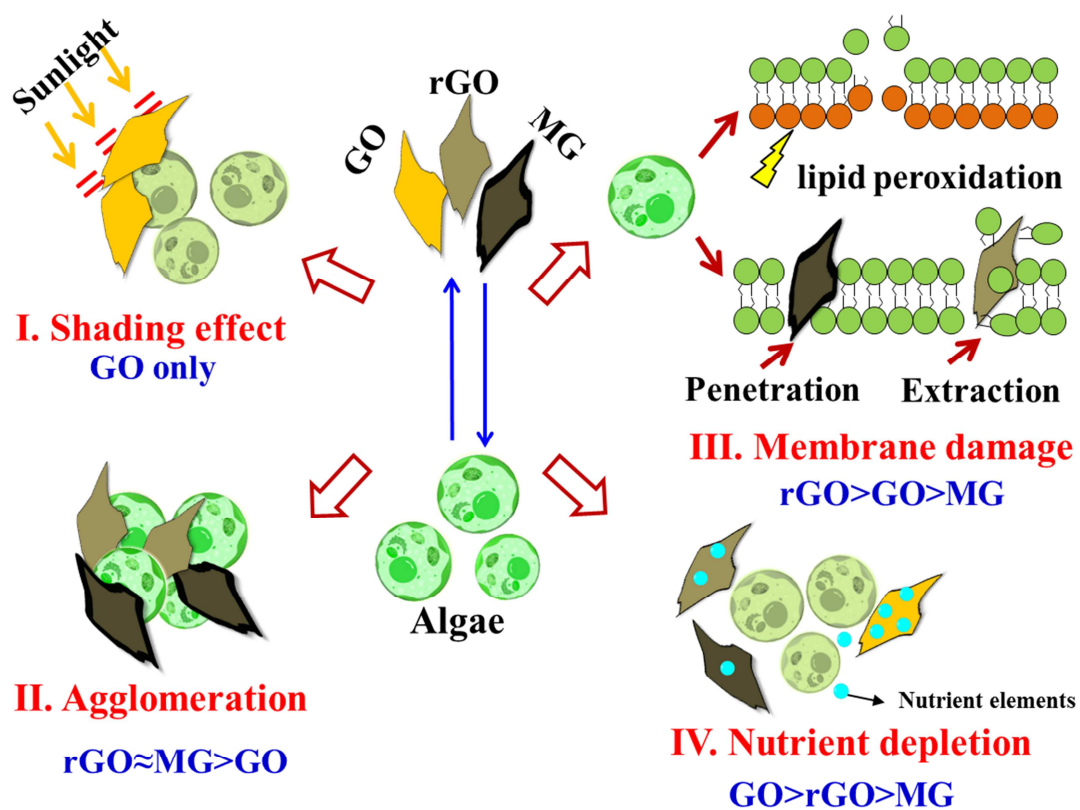 Sunlight
rGO
GO
MG
lipid peroxidation
I. Shading effect
GO only
Penetration
Extraction
III. Membrane damage
rGO>GO>MG
Algae
II. Agglomeration
rGO≈MG>GO
Nutrient elements
IV. Nutrient depletion
GO>rGO>MG